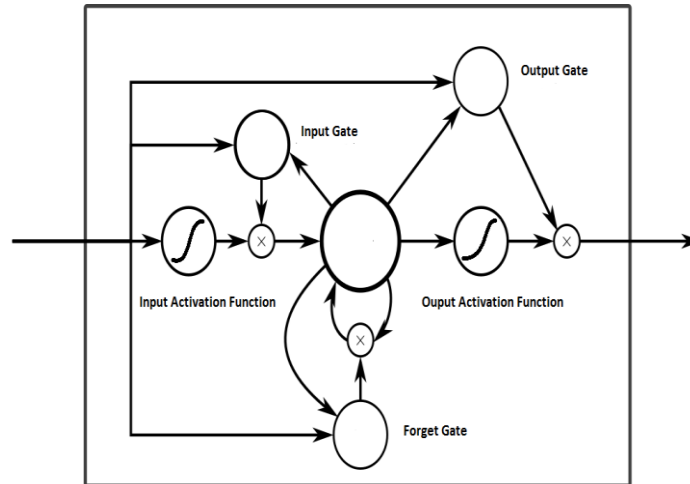 Output Gate
Input Gate
X
X
Input Activation Function
Ouput Activation Function
X
Forget Gate